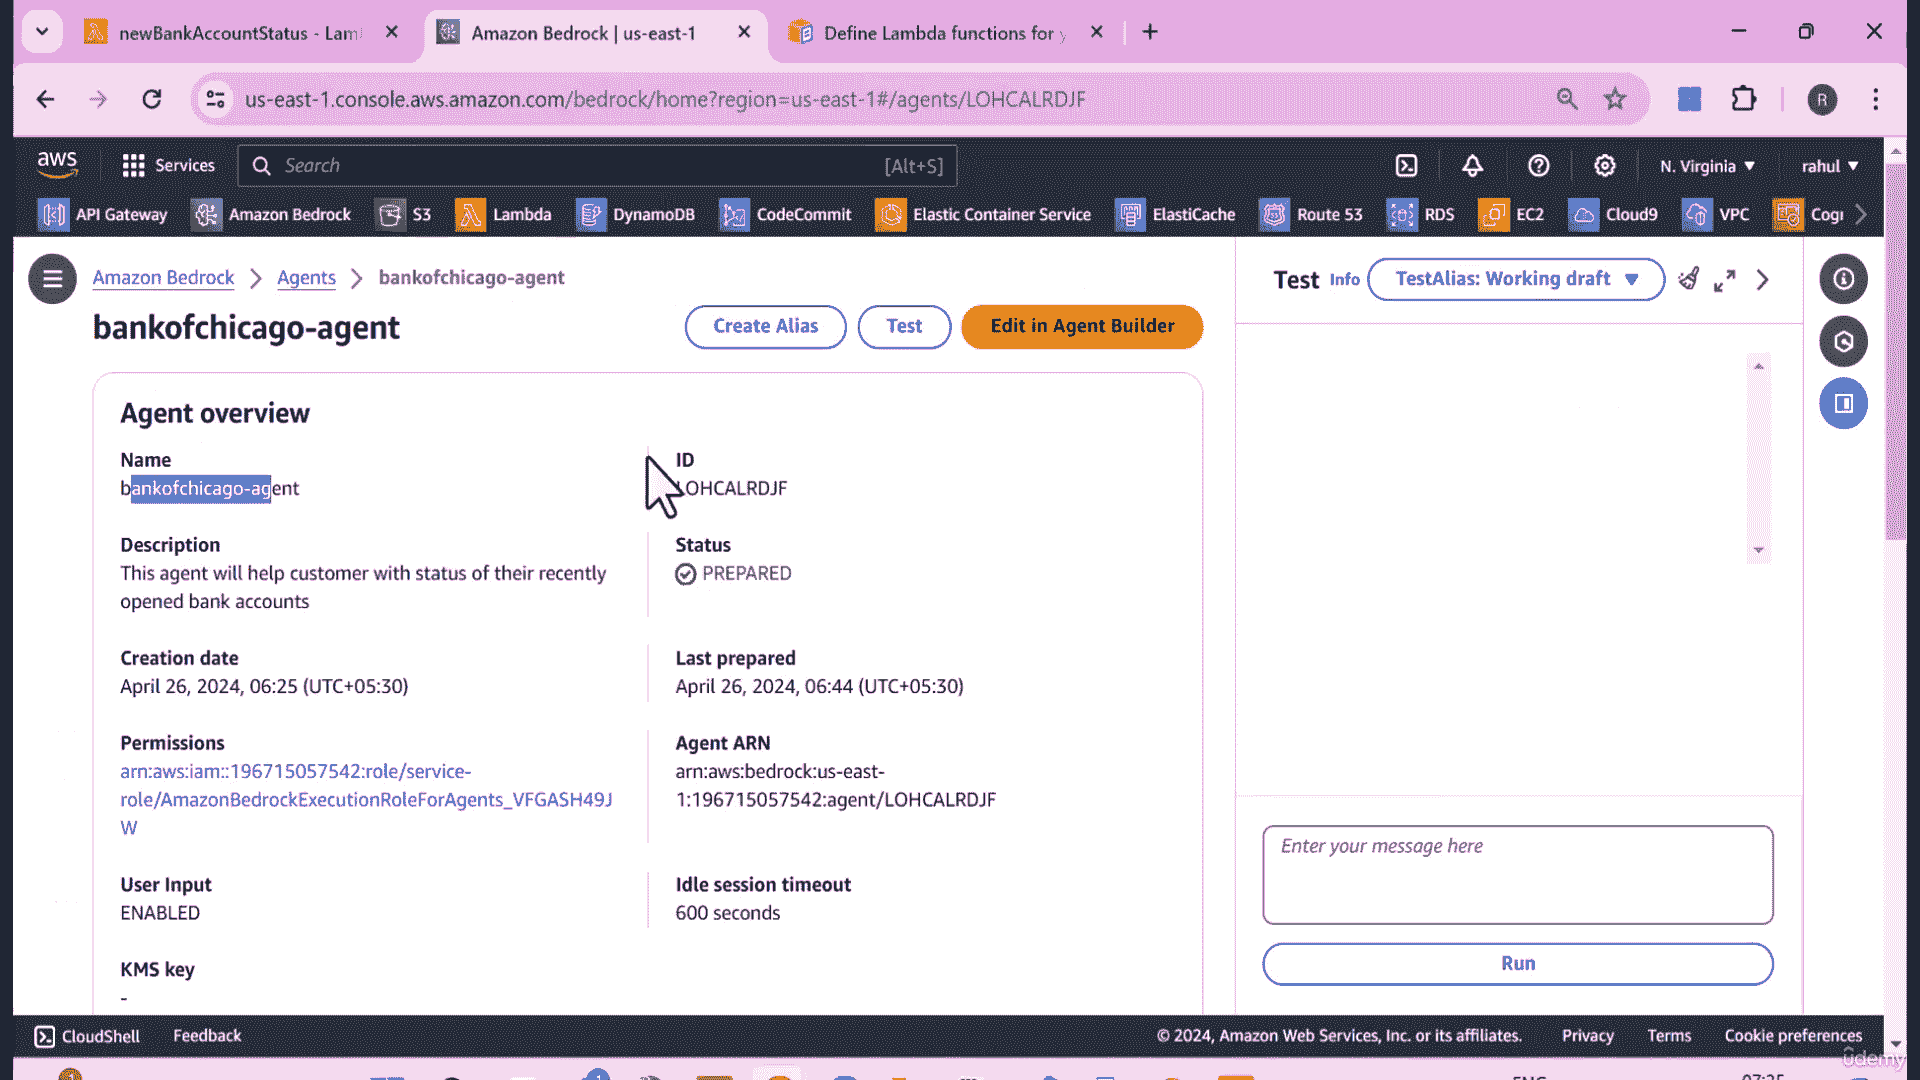 newBankAccountStatus - Lam
Amazon Bedrock | us-east-1
Define Lambda functions for y
us-east-1.console.aws.amazon.com/bedrock/home?region=us-east-1#/agents/LOHCALRDJF
R
aws
Services
Search
[Alt+S]
N. Virginia
rahul
API Gateway
Amazon Bedrock
S3
Lambda
DynamoDB
CodeCommit
Elastic Container Service
ElastiCache
Route 53
RDS
EC2
Cloud9
VPC
Amazon Bedrock
Agents
bankofchicago-agent
bankofchicago-agent
Create Alias
Test
Edit in Agent Builder
Test
Info
TestAlias: Working draft
Agent overview
Name
bankofchicago-agent
ID
LOHCALRDJF
Description
This agent will help customer with status of their recently
opened bank accounts
Status
PREPARED
Creation date
April 26, 2024, 06:25 (UTC+05:30)
Last prepared
April 26, 2024, 06:44 (UTC+05:30)
Permissions
arn:aws:iam::196715057542:role/service-
role/AmazonBedrockExecutionRoleForAgents_VFGASH49J
W
Agent ARN
arn:aws:bedrock:us-east-
1:196715057542:agent/LOHCALRDJF
User Input
ENABLED
Idle session timeout
600 seconds
KMS key
-
Enter your message here
Run
CloudShell
Feedback
© 2024, Amazon Web Services, Inc. or its affiliates.
Privacy
Terms
Cookie preferences
udemy